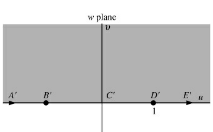 w plane
υ
A' B' C' D' E' u
1